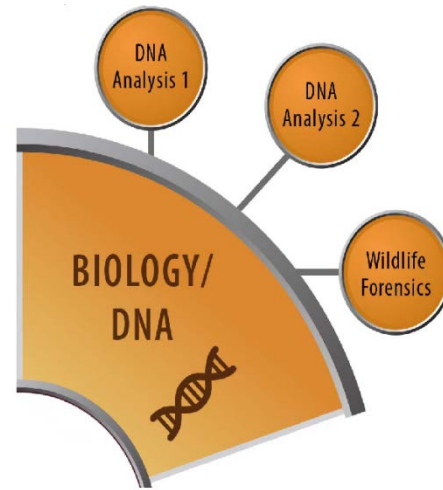 DNA
Analysis 1
DNA
Analysis 2
Wildlife
Forensics
BIOLOGY/
DNA